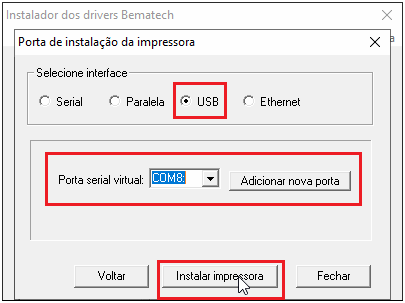 Instalador dos drivers Bematech
Porta de instalação da impressora
Selecione interface
Serial Paralela USB Ethernet
Porta serial virtual: COM8: Adicionar nova porta
Voltar Instalar impressora Fechar